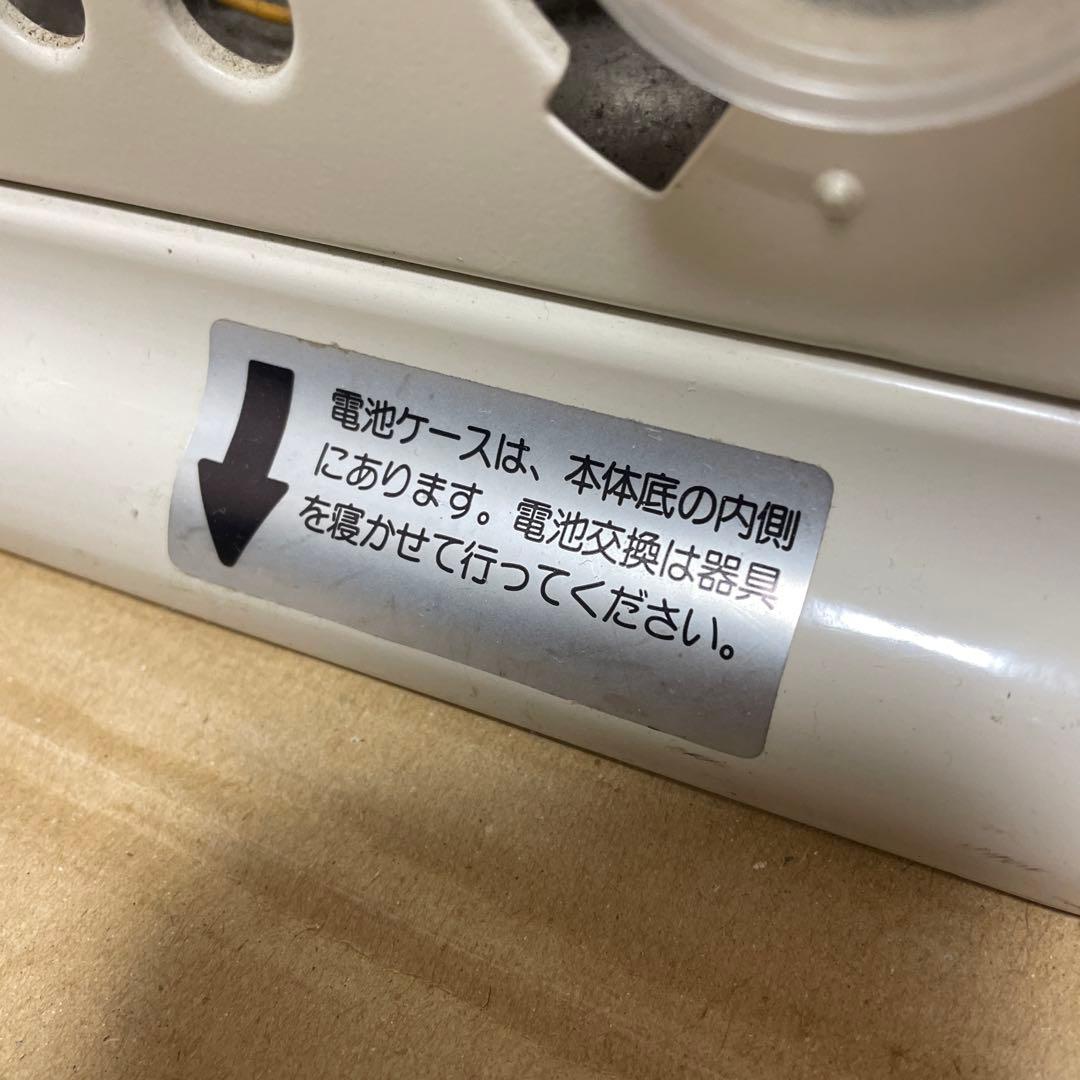 電池ケースは、本体底の内側
にあります。電池交換は器具
を寝かせて行ってください。